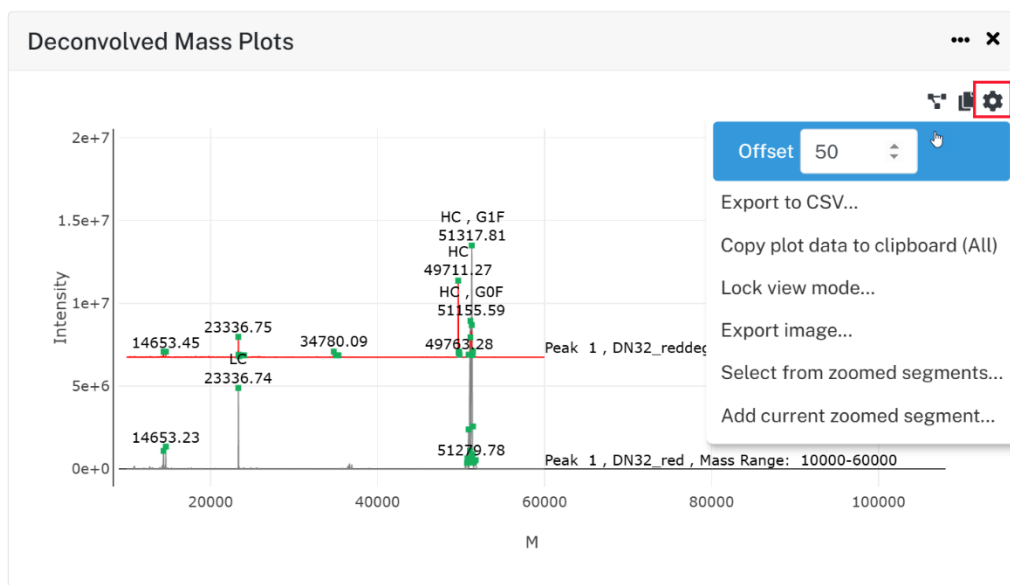 Deconvolved Mass Plots
Offset 50
Export to CSV...
Copy plot data to clipboard (All)
Lock view mode...
Export image...
Select from zoomed segments...
Add current zoomed segment...
2e+7
1.5e+7
1e+7
5e+6
0e+0
Intensity
HC , G1F
51317.81
HC
49711.27
HC , G0F
51155.59
14653.45
23336.75
34780.09
49763.28
Peak 1 , DN32_reddeg
LC
23336.74
14653.23
51279.78
Peak 1 , DN32_red , Mass Range: 10000-60000
20000
40000
60000
80000
100000
M